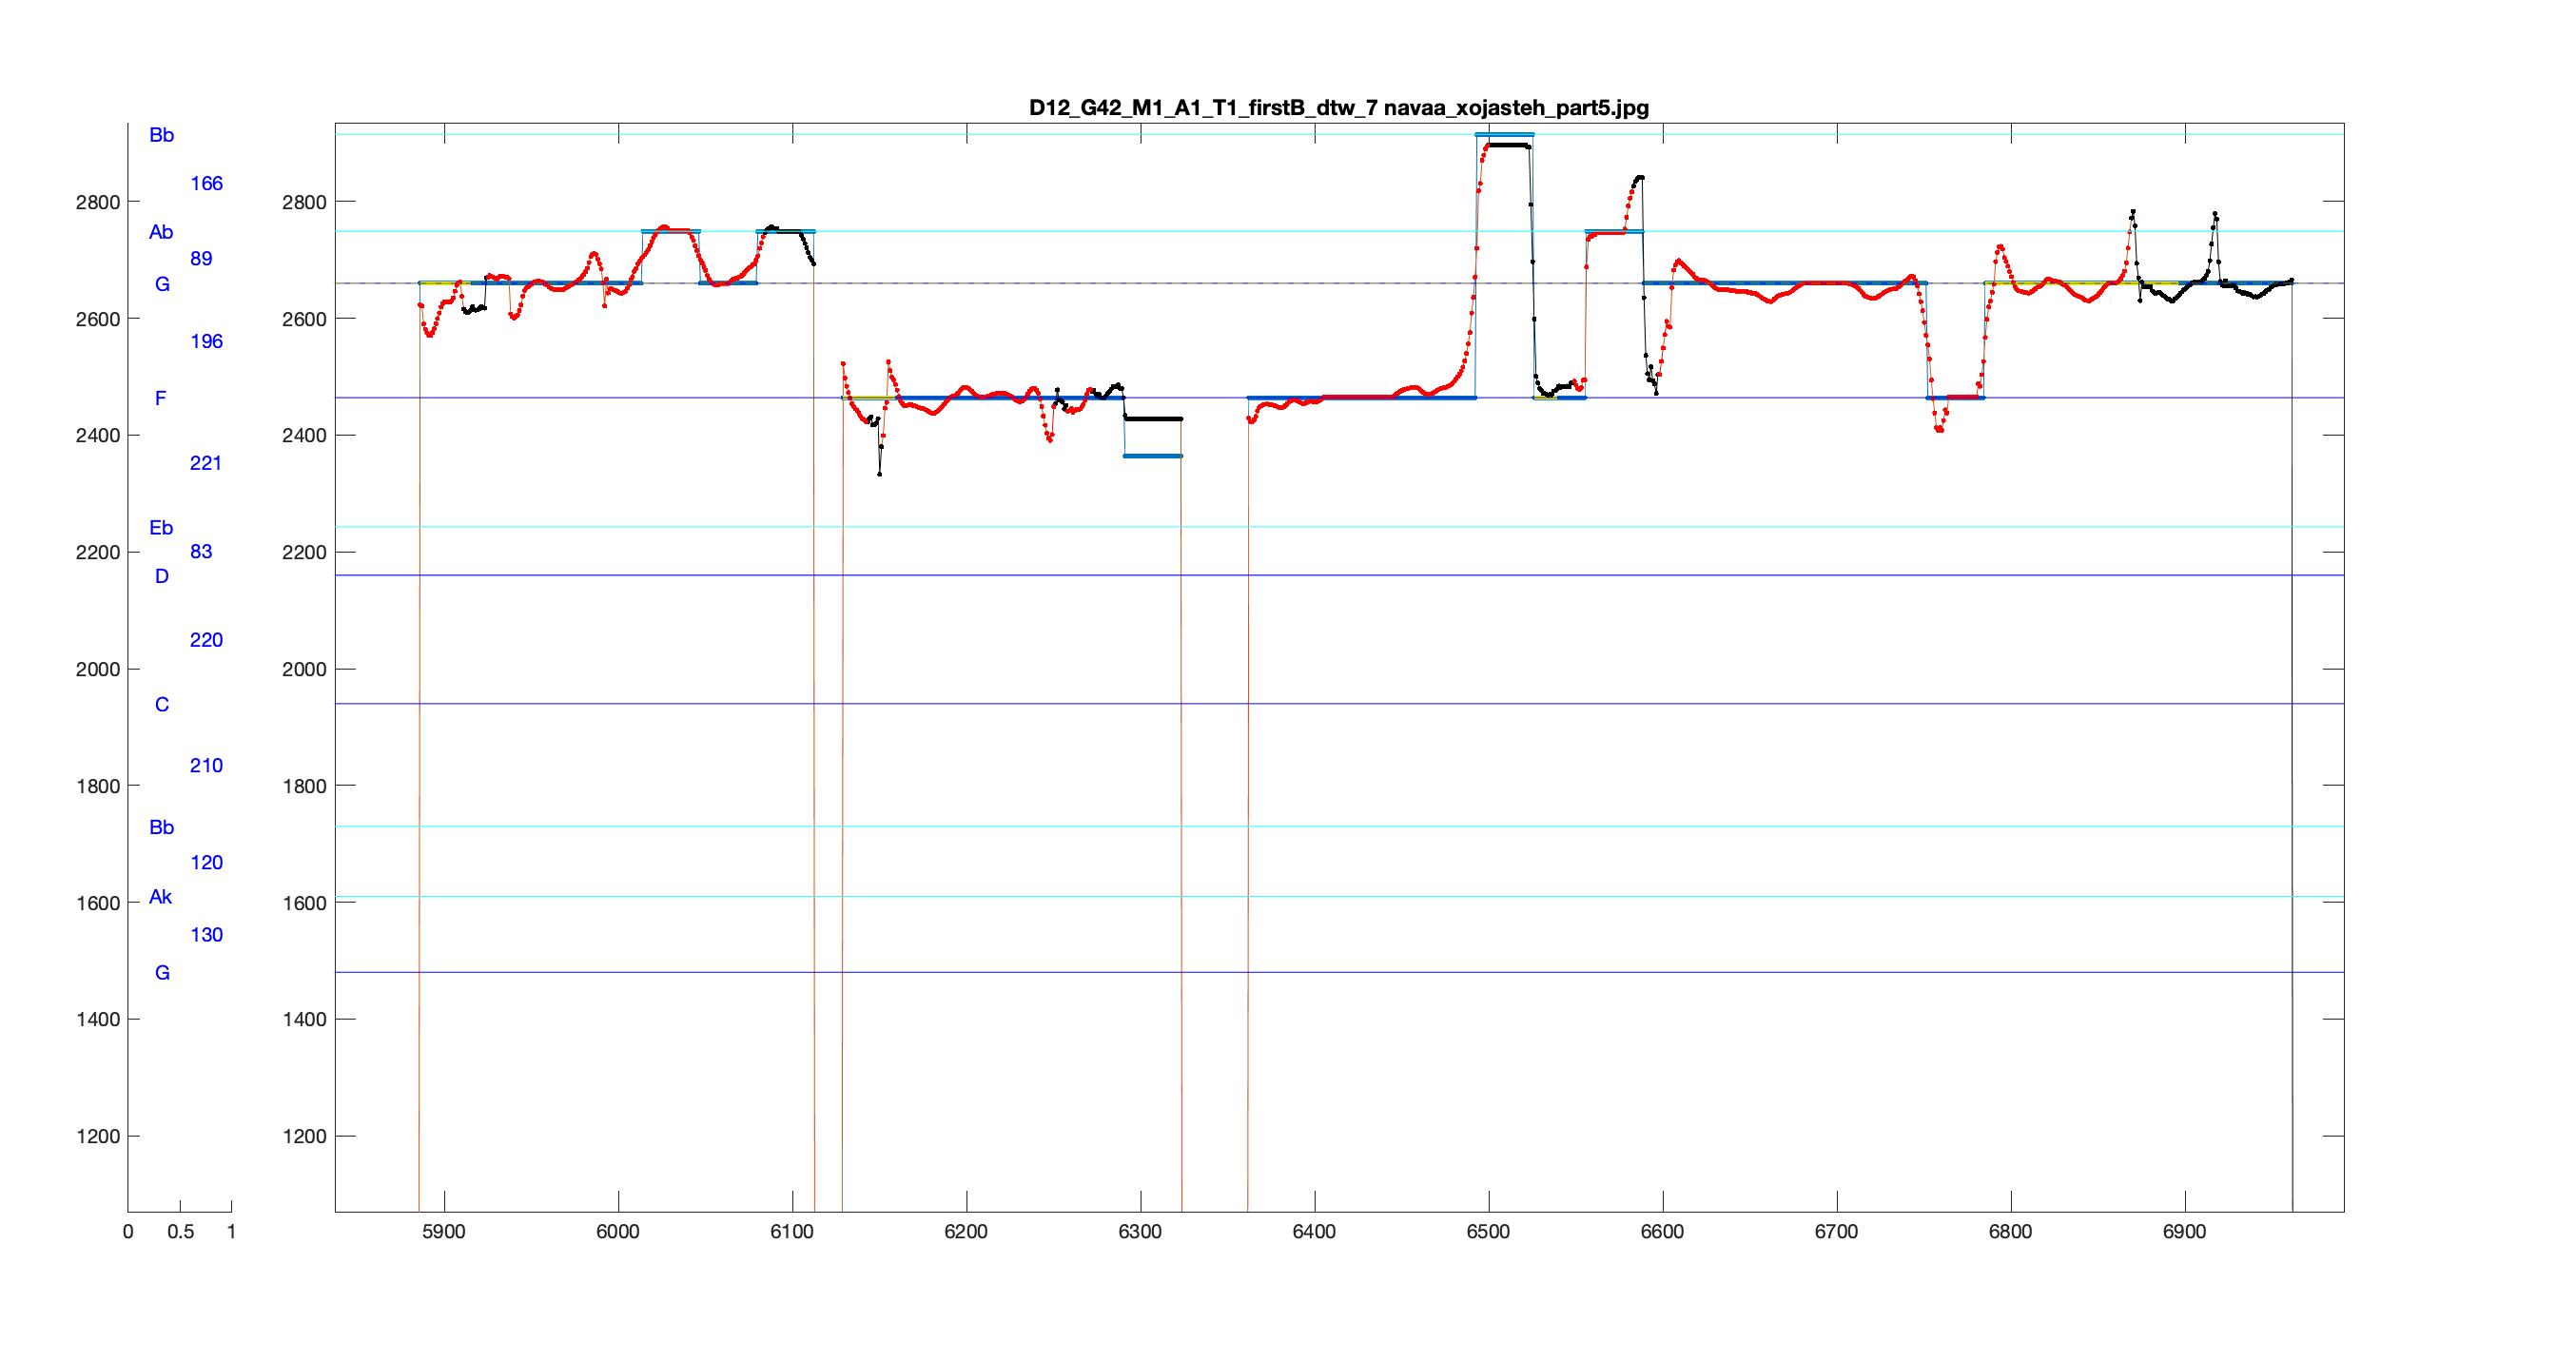 D12_G42_M1_A1_T1_firstB_dtw_7 navaa_xojasteh_part5.jpg
Bb
166
2800 2800
Ab
89
G
2600 2600
196
F
2400 2400
221
Eb
2200 83 2200
D
220
2000 2000
C
210
1800 1800
Bb
120
1600 Ak 1600
130
G
1400 1400
1200 1200
0 0.5 1 5900 6000 6100 6200 6300 6400 6500 6600 6700 6800 6900